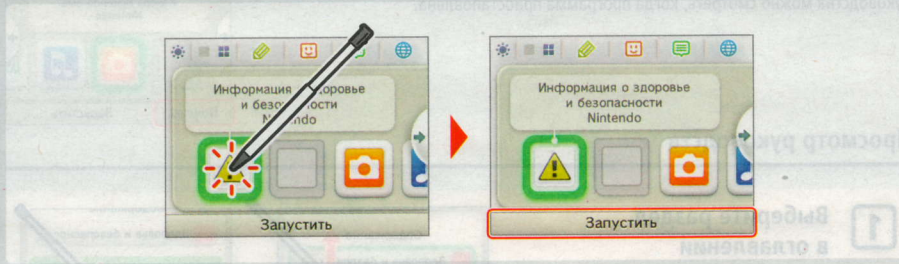 Информация о здоровье
и безопасности
Nintendo
Запустить
Информация о здоровье
и безопасности
Nintendo
Запустить